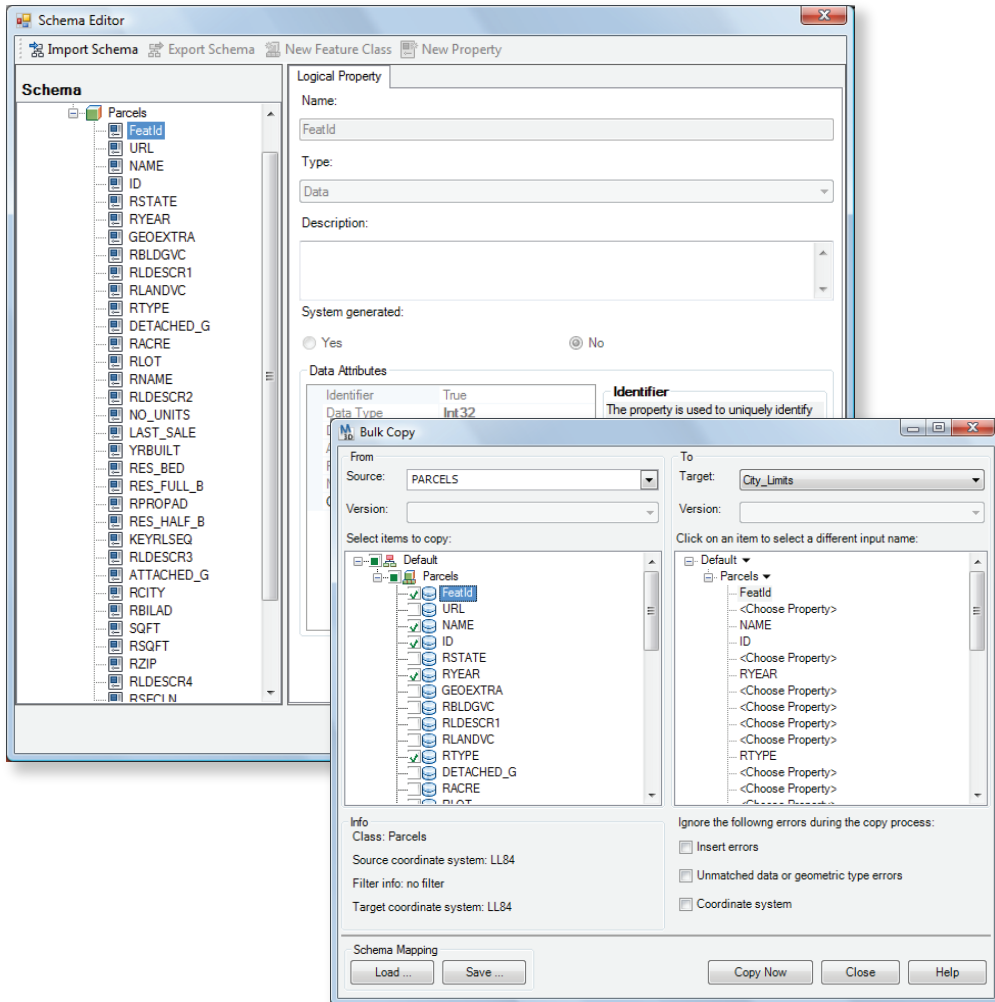 Schema Editor
Import Schema Export Schema New Feature Class New Property
Schema
Parcels
FeatId
URL
NAME
ID
RSTATE
RYEAR
GEOEXTRA
RBLDGVC
RLDESCR1
RLANDVC
RTYPE
DETACHED_G
RACRE
RLOT
RNAME
RLDESCR2
NO_UNITS
LAST_SALE
YRBUILT
RES_BED
RES_FULL_B
RPROPAD
RES_HALF_B
KEYRLSEQ
RLDESCR3
ATTACHED_G
RCITY
RBILAD
SQFT
RSQFT
RZIP
RLDESCR4
RSECLN
Logical Property
Name:
FeatId
Type:
Data
Description:
System generated:
Yes No
Data Attributes
Identifier True
Data Type Int32
Identifier
The property is used to uniquely identify
Bulk Copy
From
Source: PARCELS
Version:
Select items to copy:
Default
Parcels
FeatId
URL
NAME
ID
RSTATE
RYEAR
GEOEXTRA
RBLDGVC
RLDESCR1
RLANDVC
RTYPE
DETACHED_G
RACRE
RLOT
To
Target: City_Limits
Version:
Click on an item to select a different input name:
Default
Parcels
FeatId
<Choose Property>
NAME
ID
<Choose Property>
RYEAR
<Choose Property>
<Choose Property>
<Choose Property>
<Choose Property>
RTYPE
<Choose Property>
<Choose Property>
<Choose Property>
Info
Class: Parcels
Source coordinate system: LL84
Filter info: no filter
Target coordinate system: LL84
Ignore the followng errors during the copy process:
Insert errors
Unmatched data or geometric type errors
Coordinate system
Schema Mapping
Load ... Save ...
Copy Now Close Help